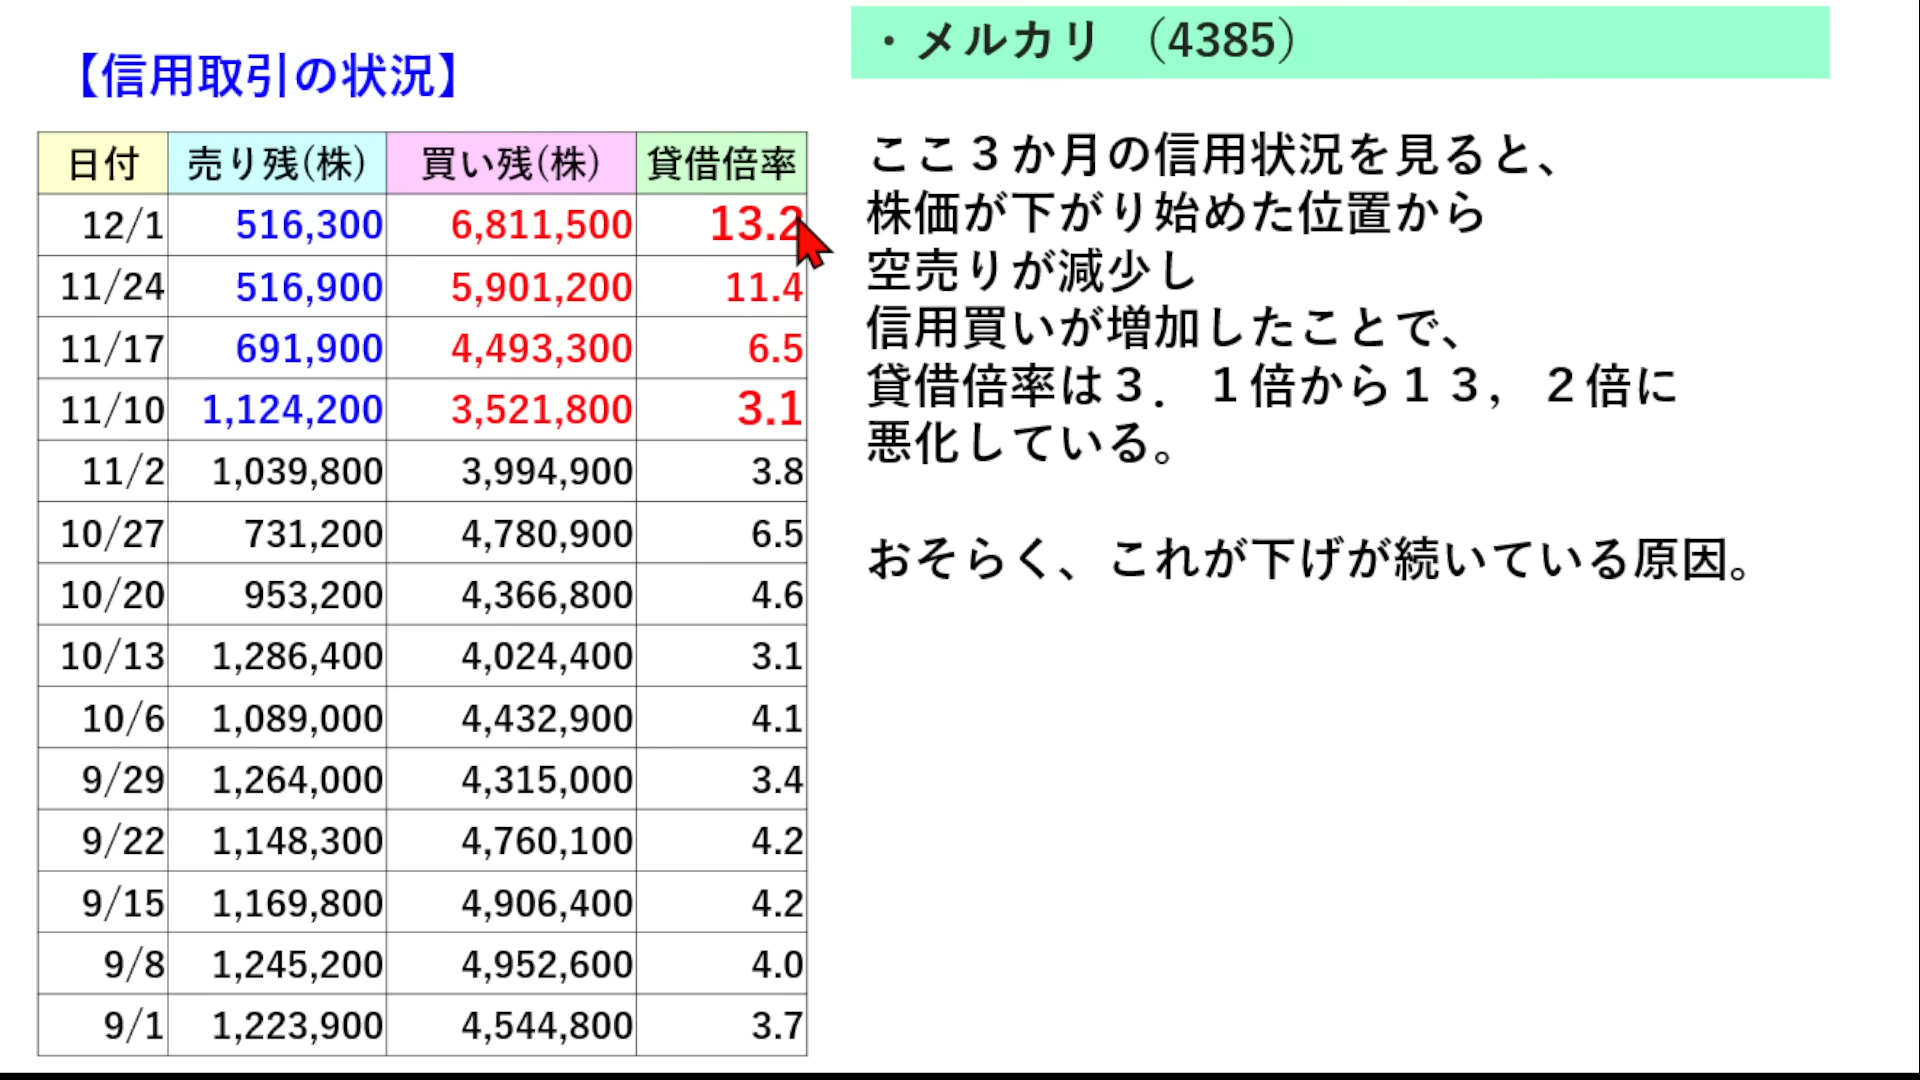 【信用取引の状況】
・メルカリ （4385）
日付 売り残(株) 買い残(株) 貸借倍率
12/1 516,300 6,811,500 13.2
11/24 516,900 5,901,200 11.4
11/17 691,900 4,493,300 6.5
11/10 1,124,200 3,521,800 3.1
11/2 1,039,800 3,994,900 3.8
10/27 731,200 4,780,900 6.5
10/20 953,200 4,366,800 4.6
10/13 1,286,400 4,024,400 3.1
10/6 1,089,000 4,432,900 4.1
9/29 1,264,000 4,315,000 3.4
9/22 1,148,300 4,760,100 4.2
9/15 1,169,800 4,906,400 4.2
9/8 1,245,200 4,952,600 4.0
9/1 1,223,900 4,544,800 3.7
ここ３か月の信用状況を見ると、
株価が下がり始めた位置から
空売りが減少し
信用買いが増加したことで、
貸借倍率は３．１倍から１３，２倍に
悪化している。
おそらく、これが下げが続いている原因。